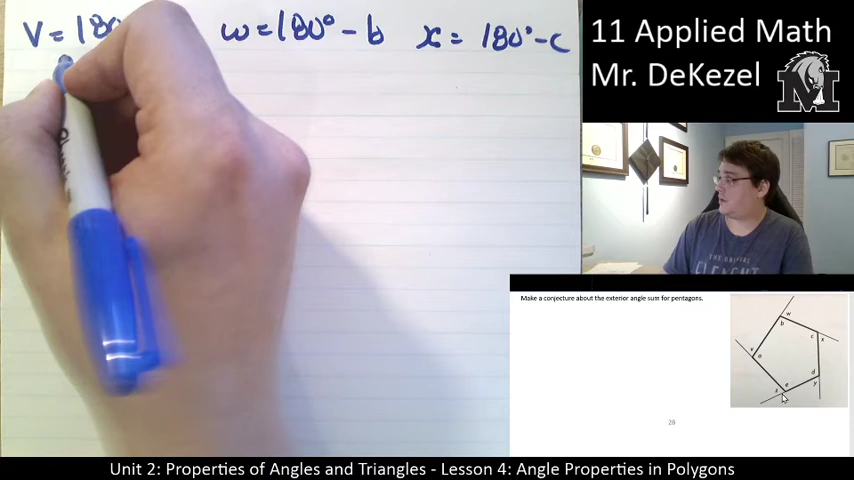 v = 180
w = 180° - b
x = 180° - c
11 Applied Math
Mr. DeKezel
M
Make a conjecture about the exterior angle sum for pentagons.
w
b
c
x
v
a
d
e
y
z
28
Unit 2: Properties of Angles and Triangles - Lesson 4: Angle Properties in Polygons